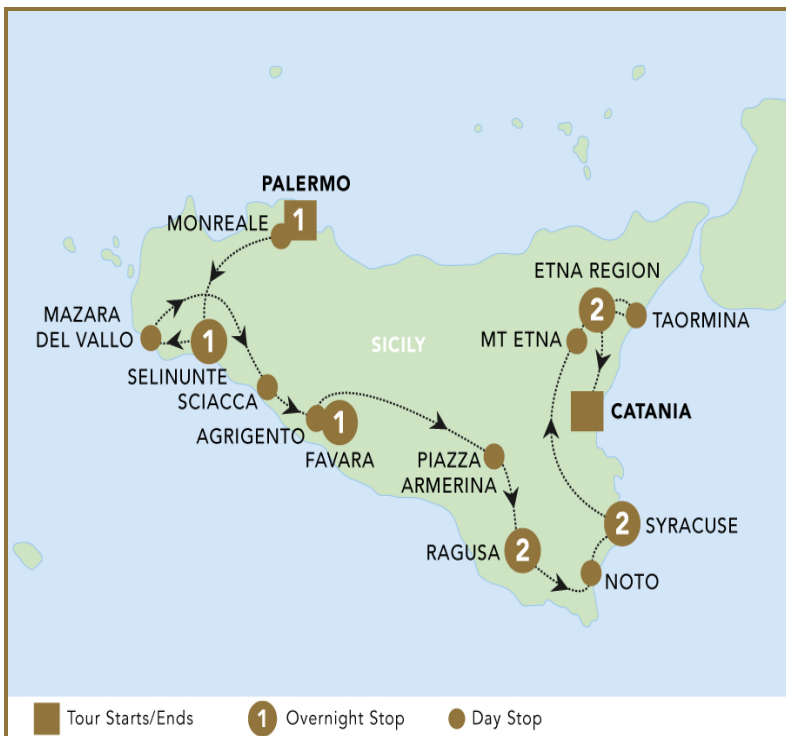 PALERMO
1
MONREALE
ETNA REGION
2
MAZARA
DEL VALLO
TAORMINA
MT ETNA
1
SICILY
SELINUNTE
SCIACCA
CATANIA
1
AGRIGENTO
FAVARA
PIAZZA
ARMERINA
2
SYRACUSE
2
RAGUSA
NOTO
Tour Starts/Ends
1
Overnight Stop
Day Stop